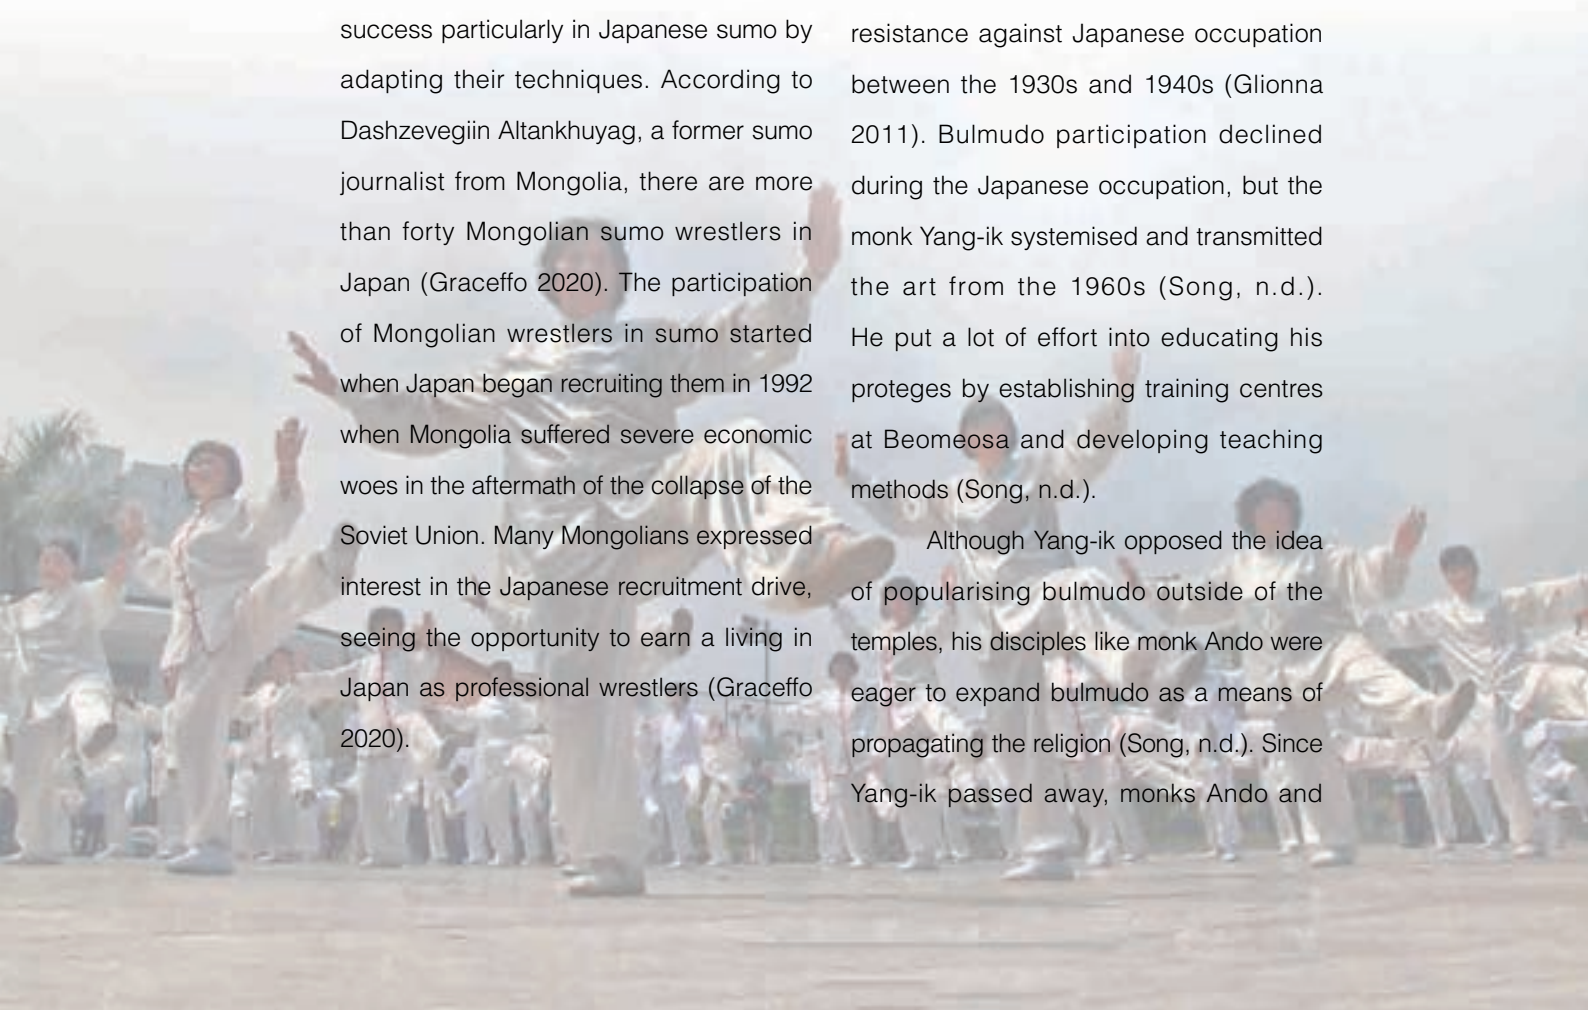 success particularly in Japanese sumo by
adapting their techniques. According to
Dashzevegiin Altankhuyag, a former sumo
journalist from Mongolia, there are more
than forty Mongolian sumo wrestlers in
Japan (Graceffo 2020). The participation
of Mongolian wrestlers in sumo started
when Japan began recruiting them in 1992
when Mongolia suffered severe economic
woes in the aftermath of the collapse of the
Soviet Union. Many Mongolians expressed
interest in the Japanese recruitment drive,
seeing the opportunity to earn a living in
Japan as professional wrestlers (Graceffo
2020).
resistance against Japanese occupation
between the 1930s and 1940s (Glionna
2011). Bulmudo participation declined
during the Japanese occupation, but the
monk Yang-ik systemised and transmitted
the art from the 1960s (Song, n.d.).
He put a lot of effort into educating his
proteges by establishing training centres
at Beomeosa and developing teaching
methods (Song, n.d.).
Although Yang-ik opposed the idea
of popularising bulmudo outside of the
temples, his disciples like monk Ando were
eager to expand bulmudo as a means of
propagating the religion (Song, n.d.). Since
Yang-ik passed away, monks Ando and